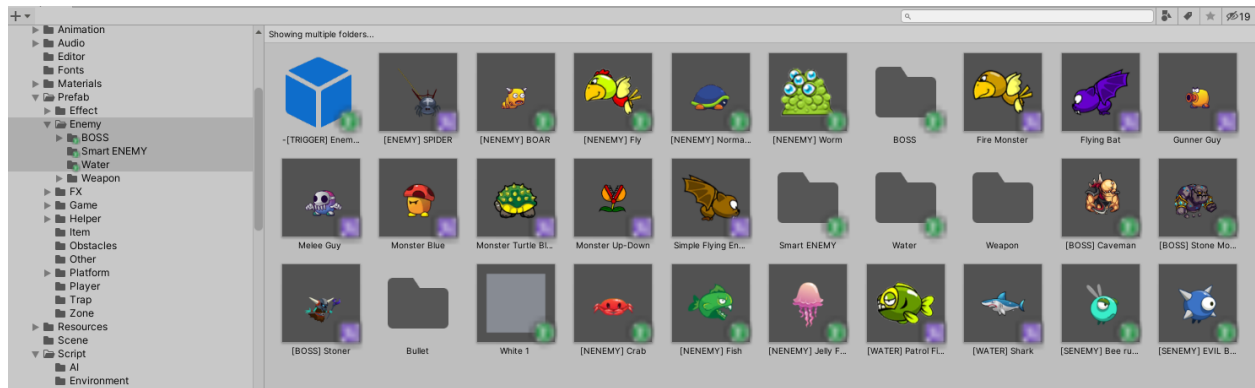 19
Animation
Audio
Editor
Fonts
Materials
Prefab
Effect
Enemy
BOSS
Smart ENEMY
Water
Weapon
FX
Game
Helper
Item
Obstacles
Other
Platform
Player
Trap
Zone
Resources
Scene
Script
AI
Environment
Showing multiple folders...
-[TRIGGER] Enem...
[ENEMY] SPIDER
[NENEMY] BOAR
[NENEMY] Fly
[NENEMY] Norma...
[NENEMY] Worm
BOSS
Fire Monster
Flying Bat
Gunner Guy
Melee Guy
Monster Blue
Monster Turtle Bl...
Monster Up-Down
Simple Flying En...
Smart ENEMY
Water
Weapon
[BOSS] Caveman
[BOSS] Stone Mo...
[BOSS] Stoner
Bullet
White 1
[NENEMY] Crab
[NENEMY] Fish
[NENEMY] Jelly F...
[WATER] Patrol Fi...
[WATER] Shark
[SENEMY] Bee ru...
[SENEMY] EVIL B...